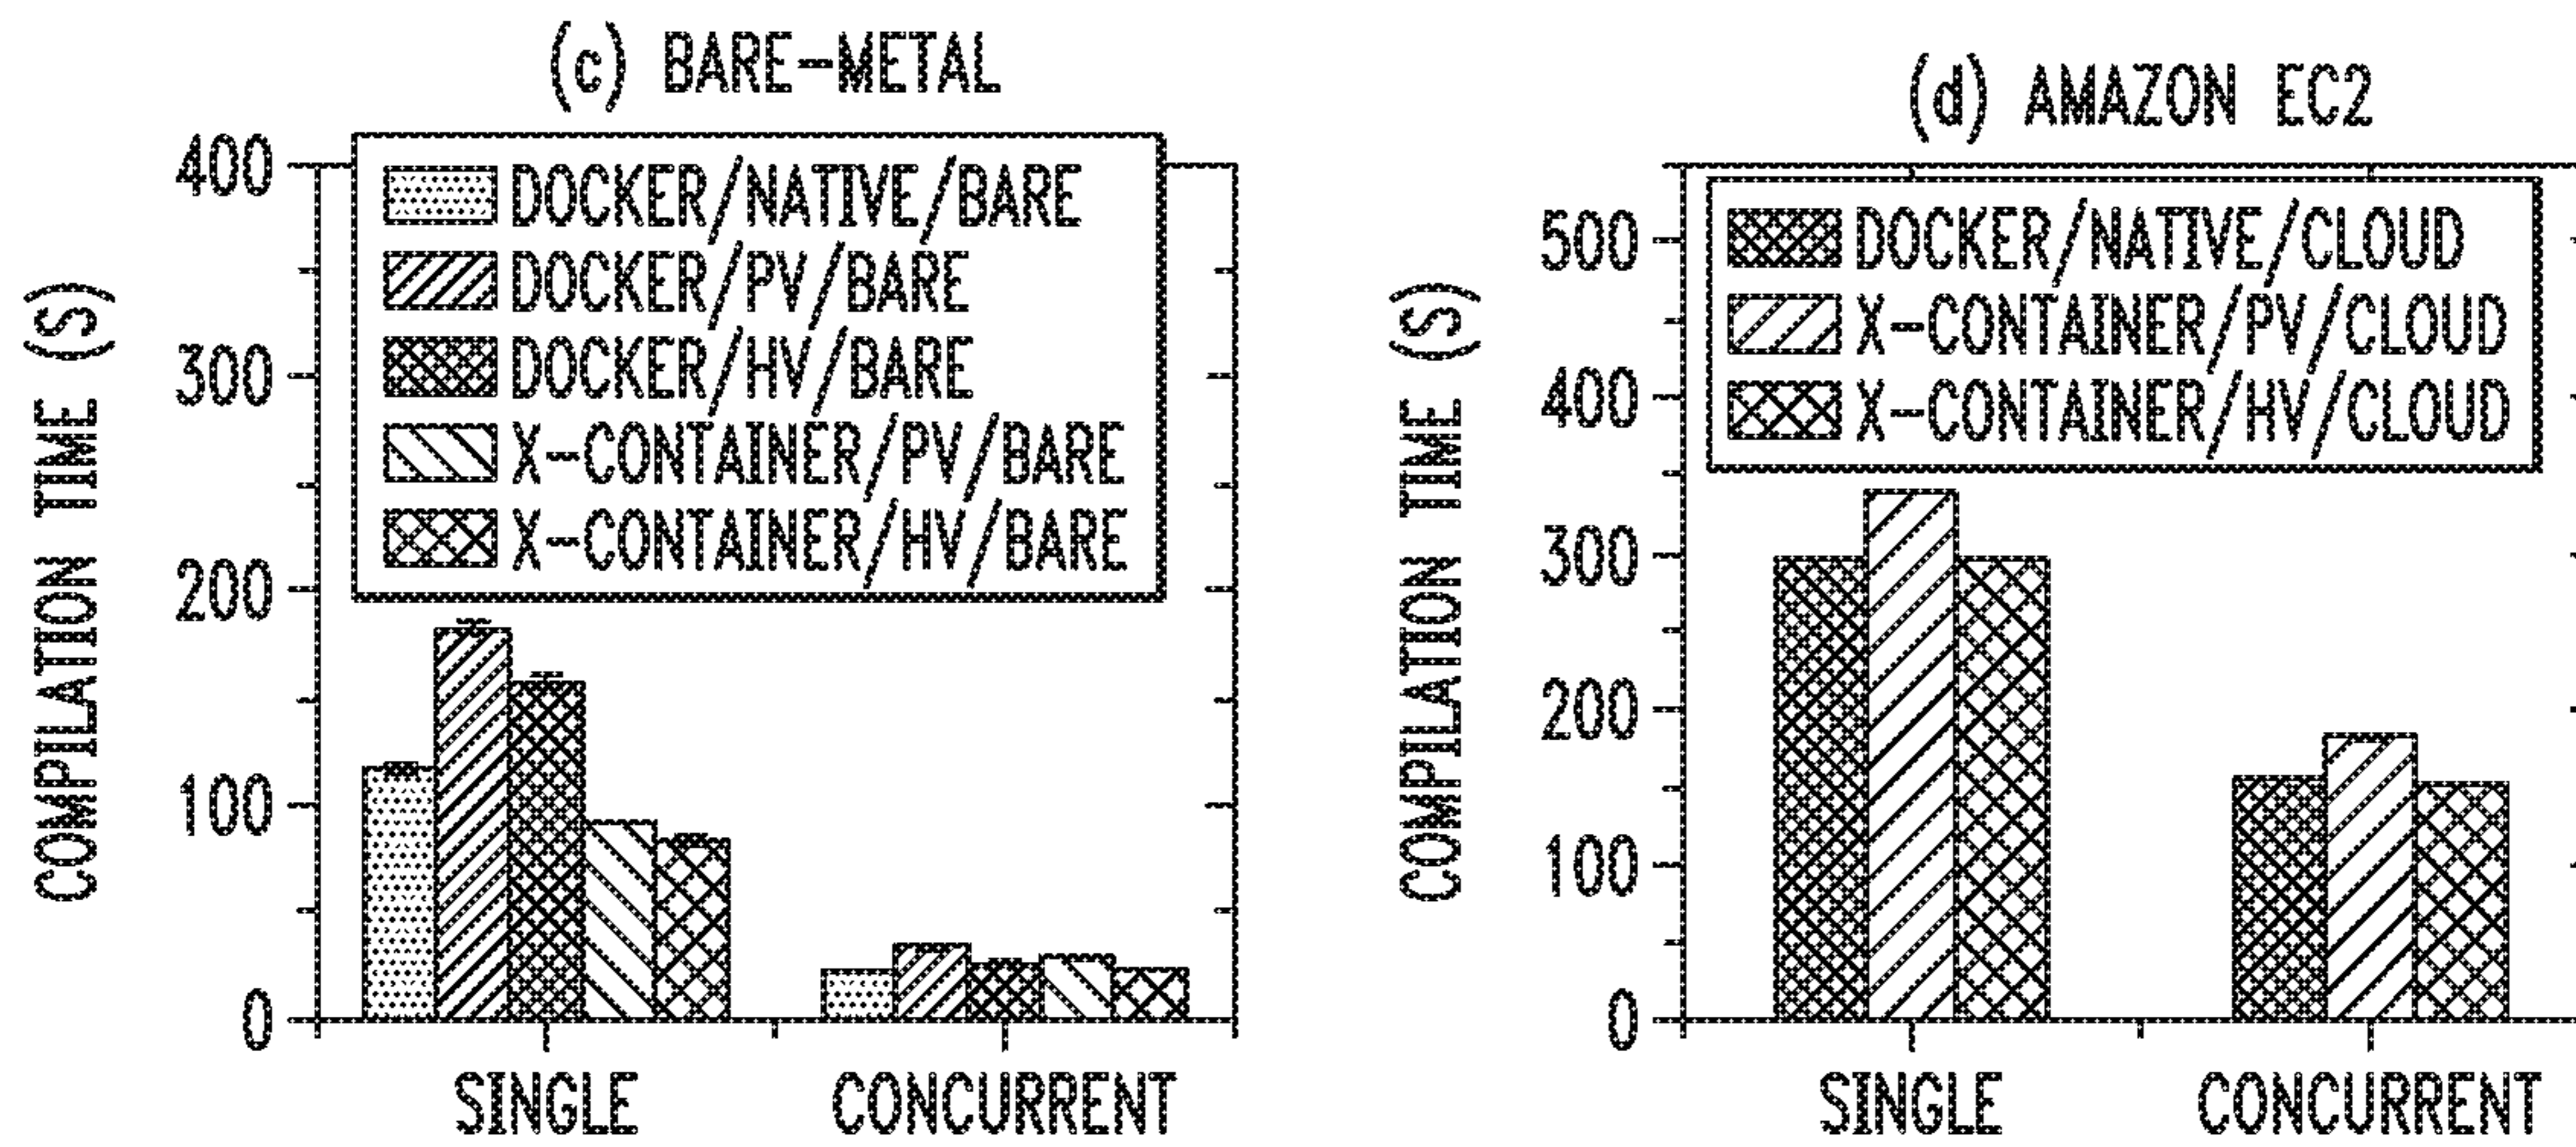 (c) BARE-METAL
COMPILATION TIME (S)
400
300
200
100
0
DOCKER/NATIVE/BARE
DOCKER/PV/BARE
DOCKER/HV/BARE
X-CONTAINER/PV/BARE
X-CONTAINER/HV/BARE
SINGLE
CONCURRENT
(d) AMAZON EC2
COMPILATION TIME (S)
500
400
300
200
100
0
DOCKER/NATIVE/CLOUD
X-CONTAINER/PV/CLOUD
X-CONTAINER/HV/CLOUD
SINGLE
CONCURRENT